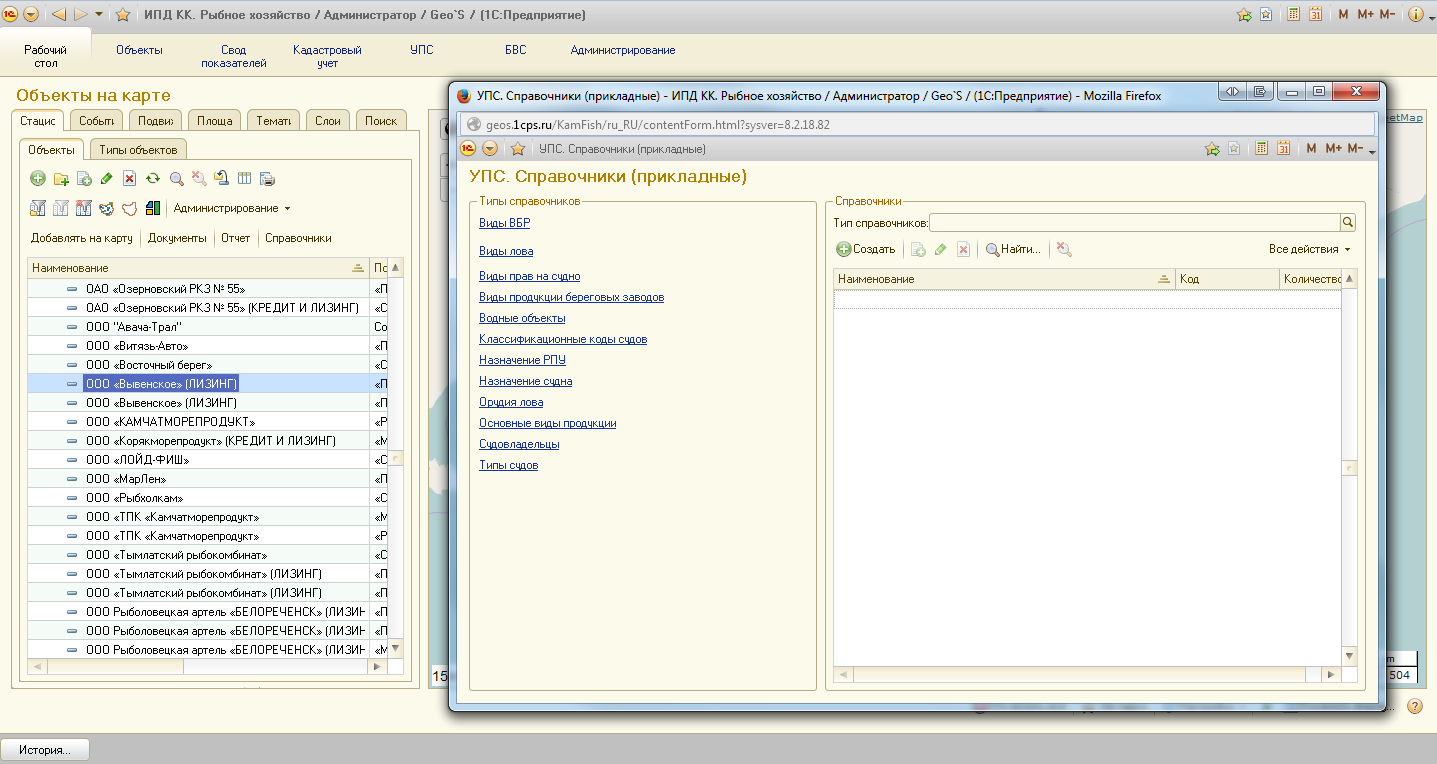 ИПД КК. Рыбное хозяйство / Администратор / Geo`S / (1С:Предприятие)
M M+ M-
Рабочий стол
Объекты
Свод показателей
Кадастровый учет
УПС
БВС
Администрирование
Объекты на карте
Стацис
Событи
Подвиж
Площа
Темати
Слои
Поиск
Объекты
Типы объектов
Администрирование
Добавлять на карту
Документы
Отчет
Справочники
Наименование По
ОАО «Озерновский РКЗ № 55» «П
ОАО «Озерновский РКЗ № 55» (КРЕДИТ И ЛИЗИНГ) «С
ООО "Авача-Трал" Со
ООО «Витязь-Авто» «П
ООО «Восточный берег» «С
ООО «Вывенское» (ЛИЗИНГ) «П
ООО «Вывенское» (ЛИЗИНГ) «П
ООО «КАМЧАТМОРЕПРОДУКТ» «Р
ООО «Корякморепродукт» (КРЕДИТ И ЛИЗИНГ) «М
ООО «ЛОЙД-ФИШ» «С
ООО «МарЛен» «П
ООО «Рыбхолкам» «С
ООО «ТПК «Камчатморепродукт» «М
ООО «ТПК «Камчатморепродукт» «Р
ООО «Тымлатский рыбокомбинат» «С
ООО «Тымлатский рыбокомбинат» (ЛИЗИНГ) «П
ООО «Тымлатский рыбокомбинат» (ЛИЗИНГ) «П
ООО Рыболовецкая артель «БЕЛОРЕЧЕНСК» (ЛИЗИН «П
ООО Рыболовецкая артель «БЕЛОРЕЧЕНСК» (ЛИЗИН «П
ООО Рыболовецкая артель «БЕЛОРЕЧЕНСК» (ЛИЗИН «М
История...
15
УПС. Справочники (прикладные) - ИПД КК. Рыбное хозяйство / Администратор / Geo`S / (1С:Предприятие) - Mozilla Firefox
geos.1cps.ru/KamFish/ru_RU/contentForm.html?sysver=8.2.18.82
УПС. Справочники (прикладные)
M M+ M-
УПС. Справочники (прикладные)
Типы справочников
Виды ВБР
Виды лова
Виды прав на судно
Виды продукции береговых заводов
Водные объекты
Классификационные коды судов
Назначение РПУ
Назначение судна
Орудия лова
Основные виды продукции
Судовладельцы
Типы судов
Справочники
Тип справочников:
Создать
Найти...
Все действия
Наименование Код Количество
eetMap
m
504